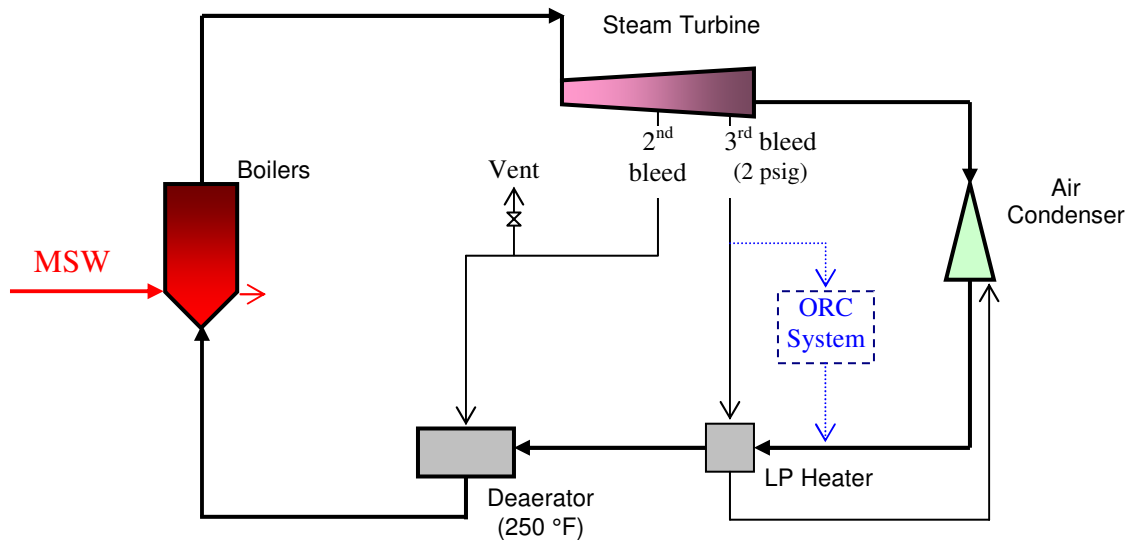 Steam Turbine
2nd
bleed
3rd bleed
(2 psig)
Vent
Boilers
Air
Condenser
MSW
ORC
System
LP Heater
Deaerator
(250 °F)